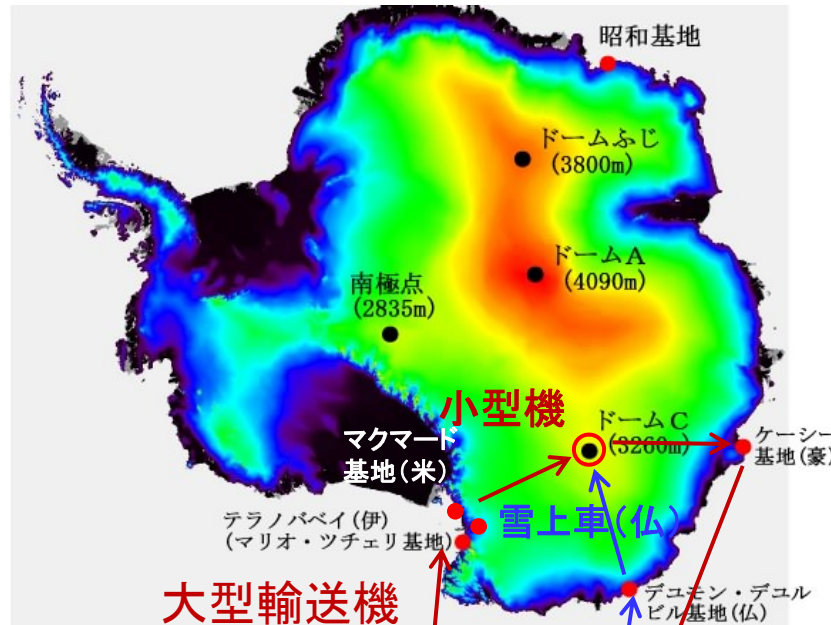 昭和基地
ドームふじ
(3800m)
ドームA
(4090m)
南極点
(2835m)
小型機
ドームC
(3260m)
マクマード
基地(米)
ケーシー
基地(豪)
テラノバベイ(伊)
(マリオ・ツチェリ基地)
雪上車(仏)
大型輸送機
デュモン・デュル
ビル基地(仏)